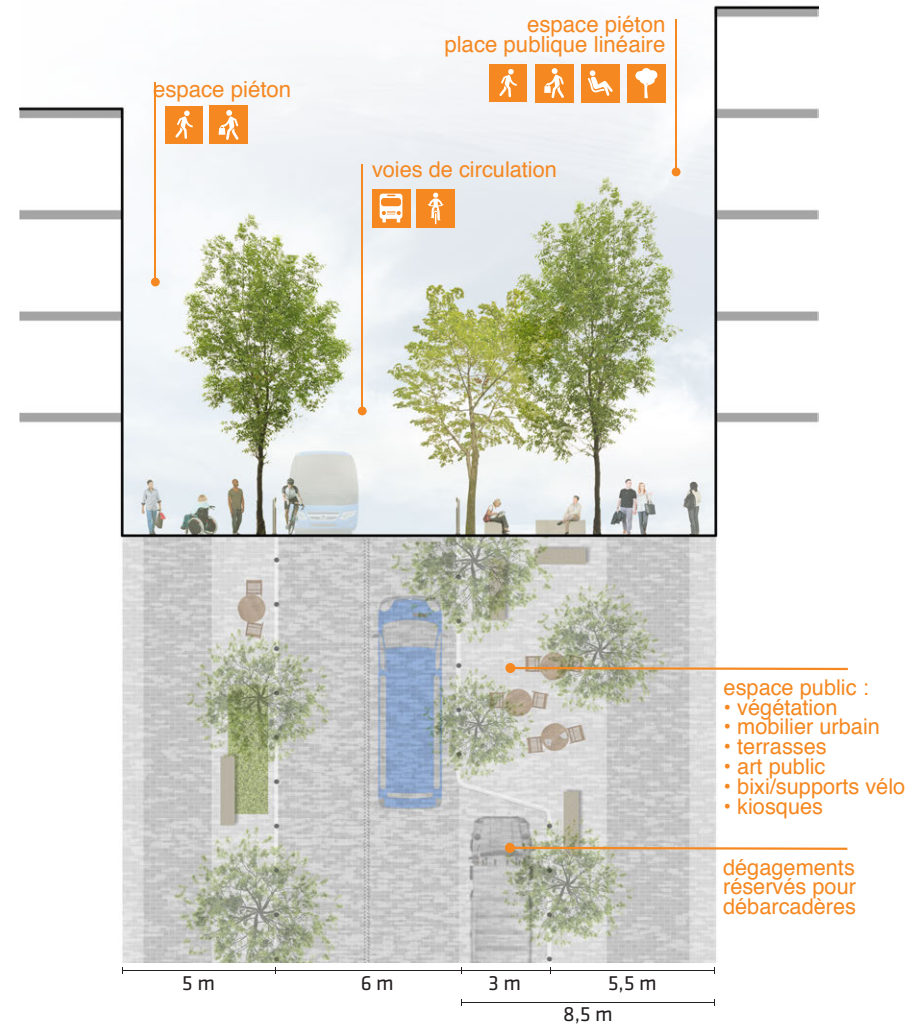 espace piéton
place publique linéaire
espace piéton
voies de circulation
espace public :
• végétation
• mobilier urbain
• terrasses
• art public
• bixi/supports vélo
• kiosques
dégagements
réservés pour
débarcadères
5 m
6 m
3 m
5,5 m
8,5 m